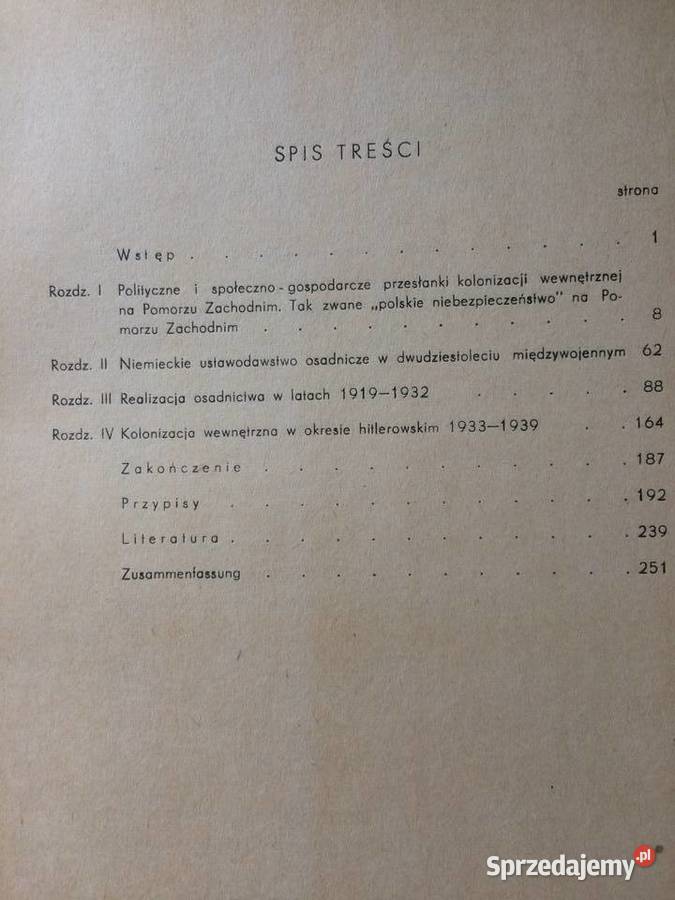 SPIS TREŚCI
strona
Wstęp . . . . . . . . . . . . . 1
Rozdz. I Polityczne i społeczno-gospodarcze przesłanki kolonizacji wewnętrznej
na Pomorzu Zachodnim. Tak zwane „polskie niebezpieczeństwo" na Po-
morzu Zachodnim . . . . . . . . . . 8
Rozdz. II Niemieckie ustawodawstwo osadnicze w dwudziestoleciu międzywojennym 62
Rozdz. III Realizacja osadnictwa w latach 1919—1932 . . . . . 88
Rozdz. IV Kolonizacja wewnętrzna w okresie hitlerowskim 1933—1939 . . 164
Zakończenie . . . . . . . . . . . 187
Przypisy . . . . . . . . . . . . 192
Literatura . . . . . . . . . . . . 239
Zusammenfassung . . . . . . . . . . . 251
Sprzedajemy.pl